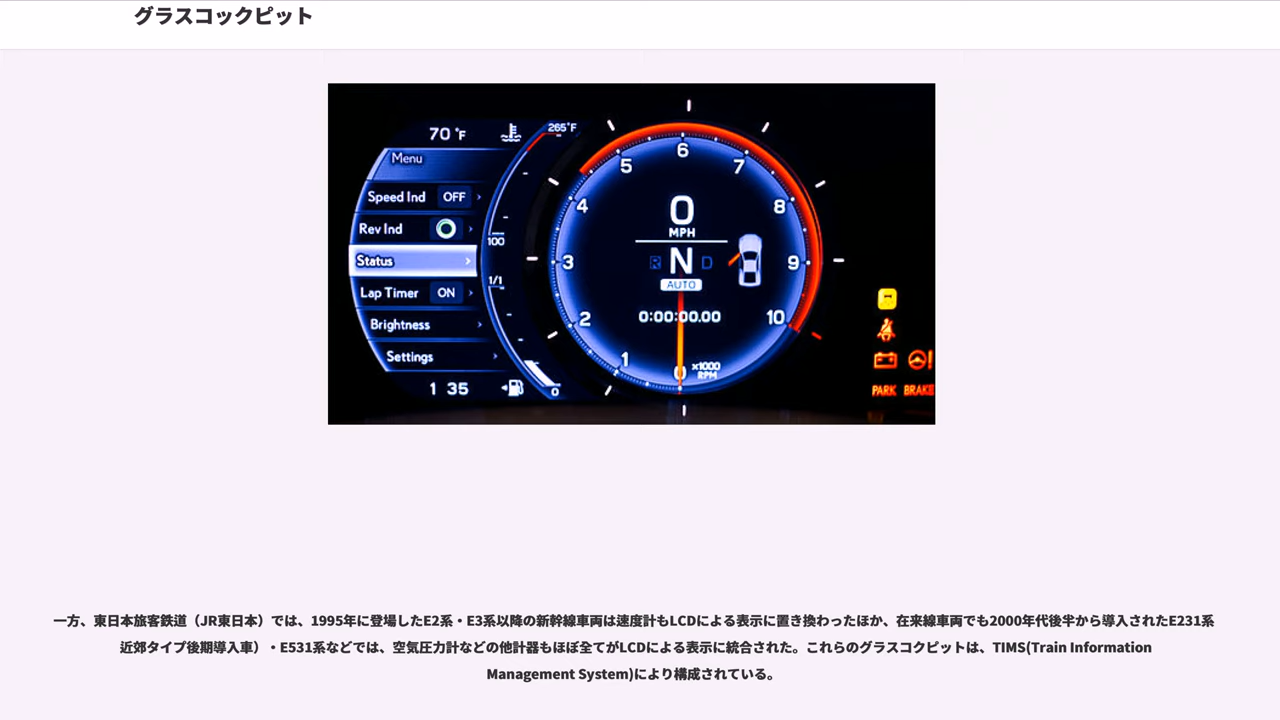 グラスコックピット
70 °F
265°F
Menu
Speed Ind OFF
Rev Ind
Status
Lap Timer ON
Brightness
Settings
1 35
100
1/1
0
0
1
2
3
4
5
6
7
8
9
10
0
MPH
R N D
AUTO
0:00:00.00
x1000
RPM
PARK BRAKE
一方、東日本旅客鉄道（JR東日本）では、1995年に登場したE2系・E3系以降の新幹線車両は速度計もLCDによる表示に置き換わったほか、在来線車両でも2000年代後半から導入されたE231系
近郊タイプ後期導入車）・E531系などでは、空気圧力計などの他計器もほぼ全てがLCDによる表示に統合された。これらのグラスコクピットは、TIMS(Train Information
Management System)により構成されている。